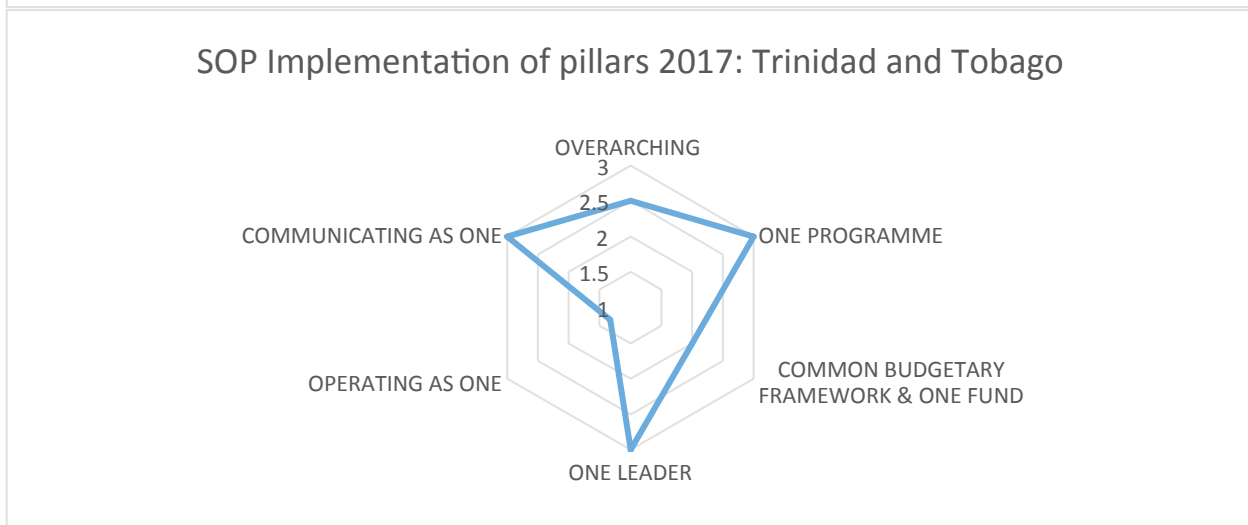 SOP Implementation of pillars 2017: Trinidad and Tobago
OVERARCHING
3
2.5
2
1.5
1
COMMUNICATING AS ONE
ONE PROGRAMME
OPERATING AS ONE
COMMON BUDGETARY
FRAMEWORK & ONE FUND
ONE LEADER